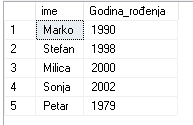 ime Godina_rođenja
1 Marko 1990
2 Stefan 1998
3 Milica 2000
4 Sonja 2002
5 Petar 1979